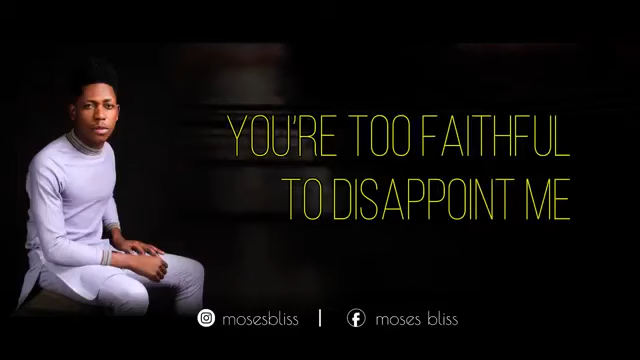 YOU'RE TOO FAITHFUL
TO DISAPPOINT ME
mosesbliss | moses bliss